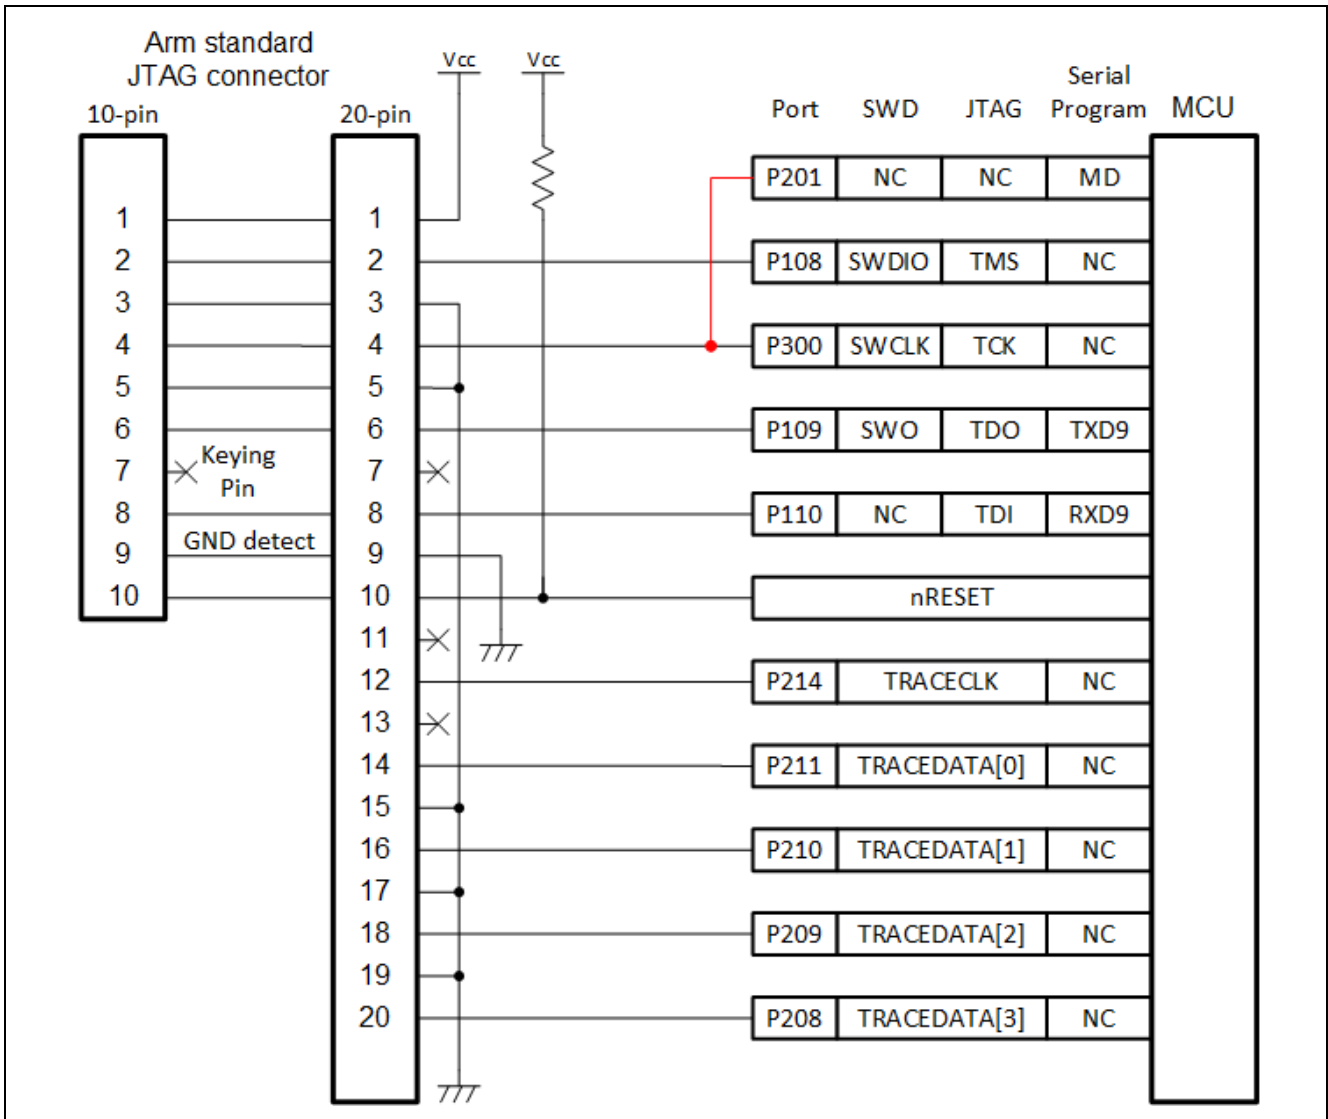 Arm standard
JTAG connector
10-pin
20-pin
Vcc
Vcc
Port
SWD
JTAG
Serial
Program
MCU
P201 NC NC MD
1 1
2 2 P108 SWDIO TMS NC
3 3
4 4 P300 SWCLK TCK NC
5 5
6 6 P109 SWO TDO TXD9
7 Keying
Pin
7
8 8 P110 NC TDI RXD9
9 GND detect 9
10 10 nRESET
11
12 P214 TRACECLK NC
13
14 P211 TRACEDATA[0] NC
15
16 P210 TRACEDATA[1] NC
17
18 P209 TRACEDATA[2] NC
19
20 P208 TRACEDATA[3] NC